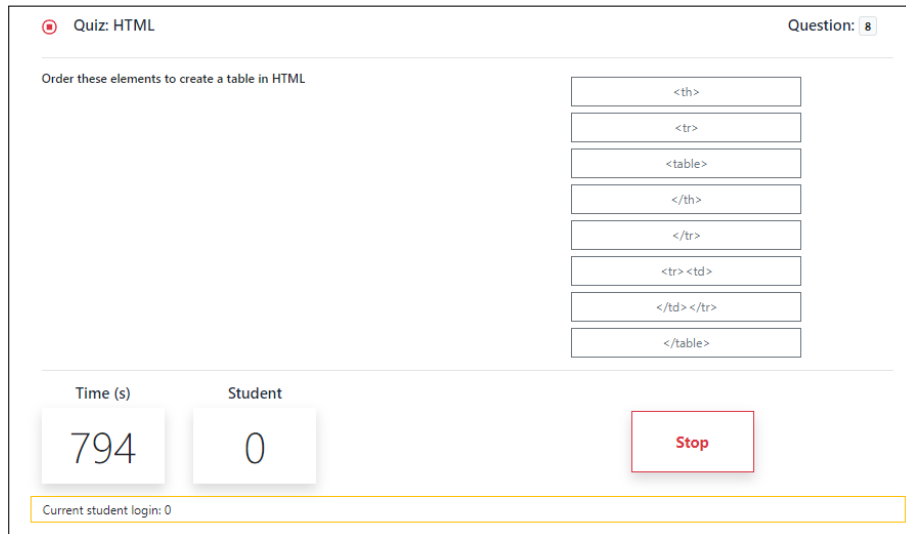 Quiz: HTML
Question: 8
Order these elements to create a table in HTML
<th>
<tr>
<table>
</th>
</tr>
<tr><td>
</td></tr>
</table>
Time (s)
Student
794
0
Stop
Current student login: 0